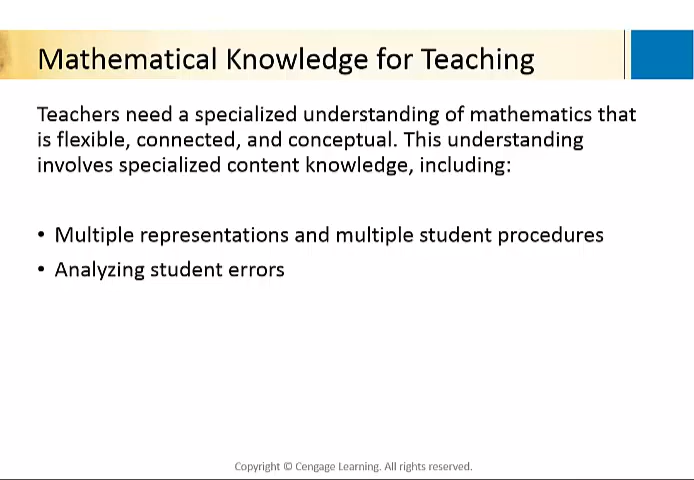 Mathematical Knowledge for Teaching
Teachers need a specialized understanding of mathematics that
is flexible, connected, and conceptual. This understanding
involves specialized content knowledge, including:
• Multiple representations and multiple student procedures
• Analyzing student errors
Copyright © Cengage Learning. All rights reserved.